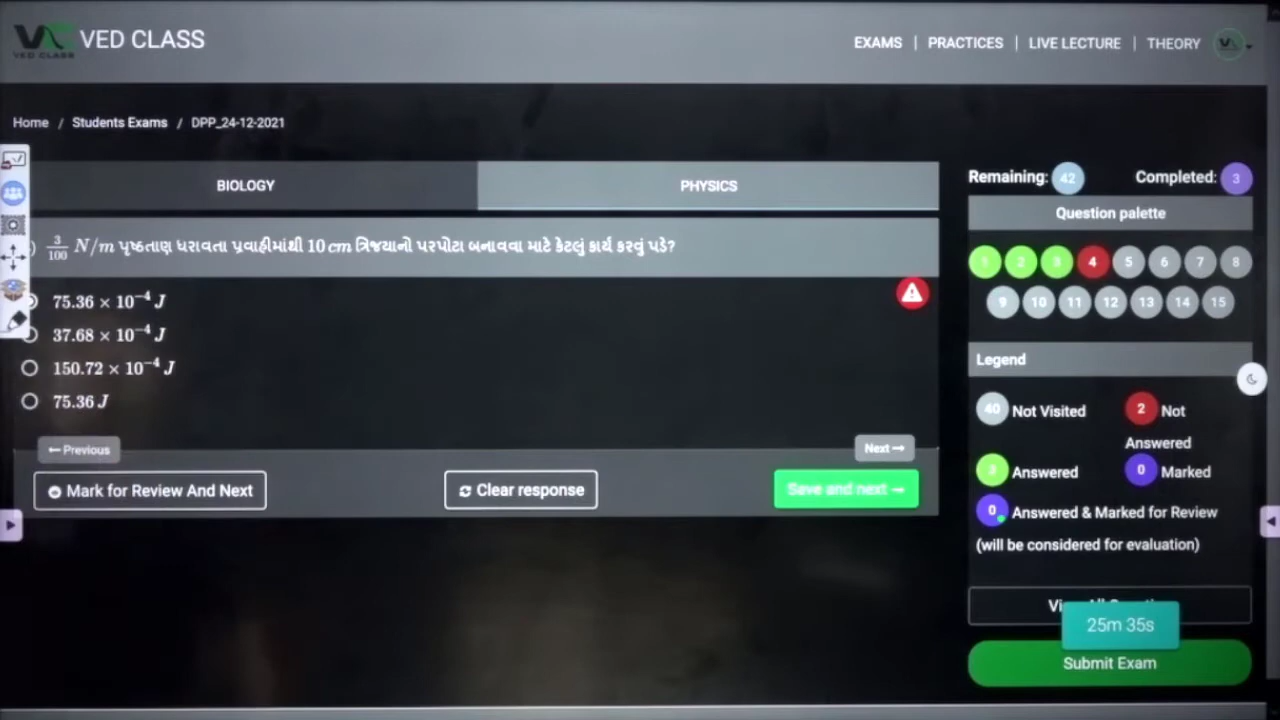 VED CLASS
VED CLASS
EXAMS | PRACTICES | LIVE LECTURE | THEORY
Home / Students Exams / DPP_24-12-2021
BIOLOGY
PHYSICS
3/100 N/m પૃષ્ઠતાણ ધરાવતા પ્રવાહીમાંથી 10 cm ત્રિજ્યાનો પરપોટા બનાવવા માટે કેટલું કાર્ય કરવું પડે?
75.36 × 10⁻⁴ J
37.68 × 10⁻⁴ J
150.72 × 10⁻⁴ J
75.36 J
← Previous
Next →
Mark for Review And Next
Clear response
Save and next →
Remaining: 42 Completed: 3
Question palette
1 2 3 4 5 6 7 8
9 10 11 12 13 14 15
Legend
40 Not Visited
2 Not
Answered
3 Answered
0 Marked
0 Answered & Marked for Review
(will be considered for evaluation)
25m 35s
Submit Exam